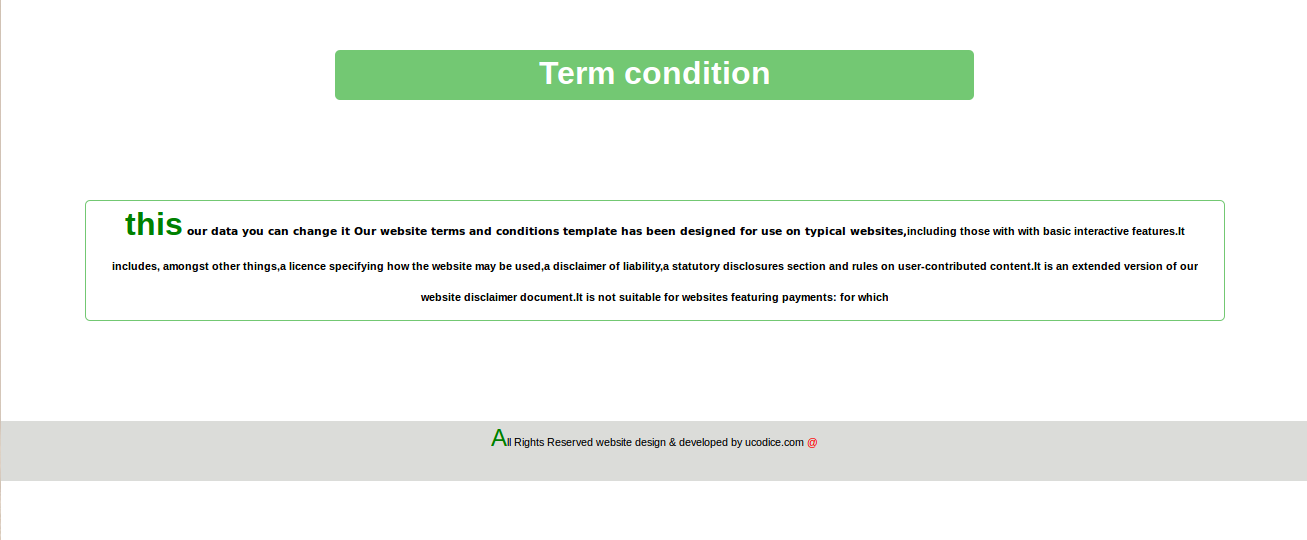 Term condition
this our data you can change it Our website terms and conditions template has been designed for use on typical websites,including those with with basic interactive features.It
includes, amongst other things,a licence specifying how the website may be used,a disclaimer of liability,a statutory disclosures section and rules on user-contributed content.It is an extended version of our
website disclaimer document.It is not suitable for websites featuring payments: for which
All Rights Reserved website design & developed by ucodice.com @